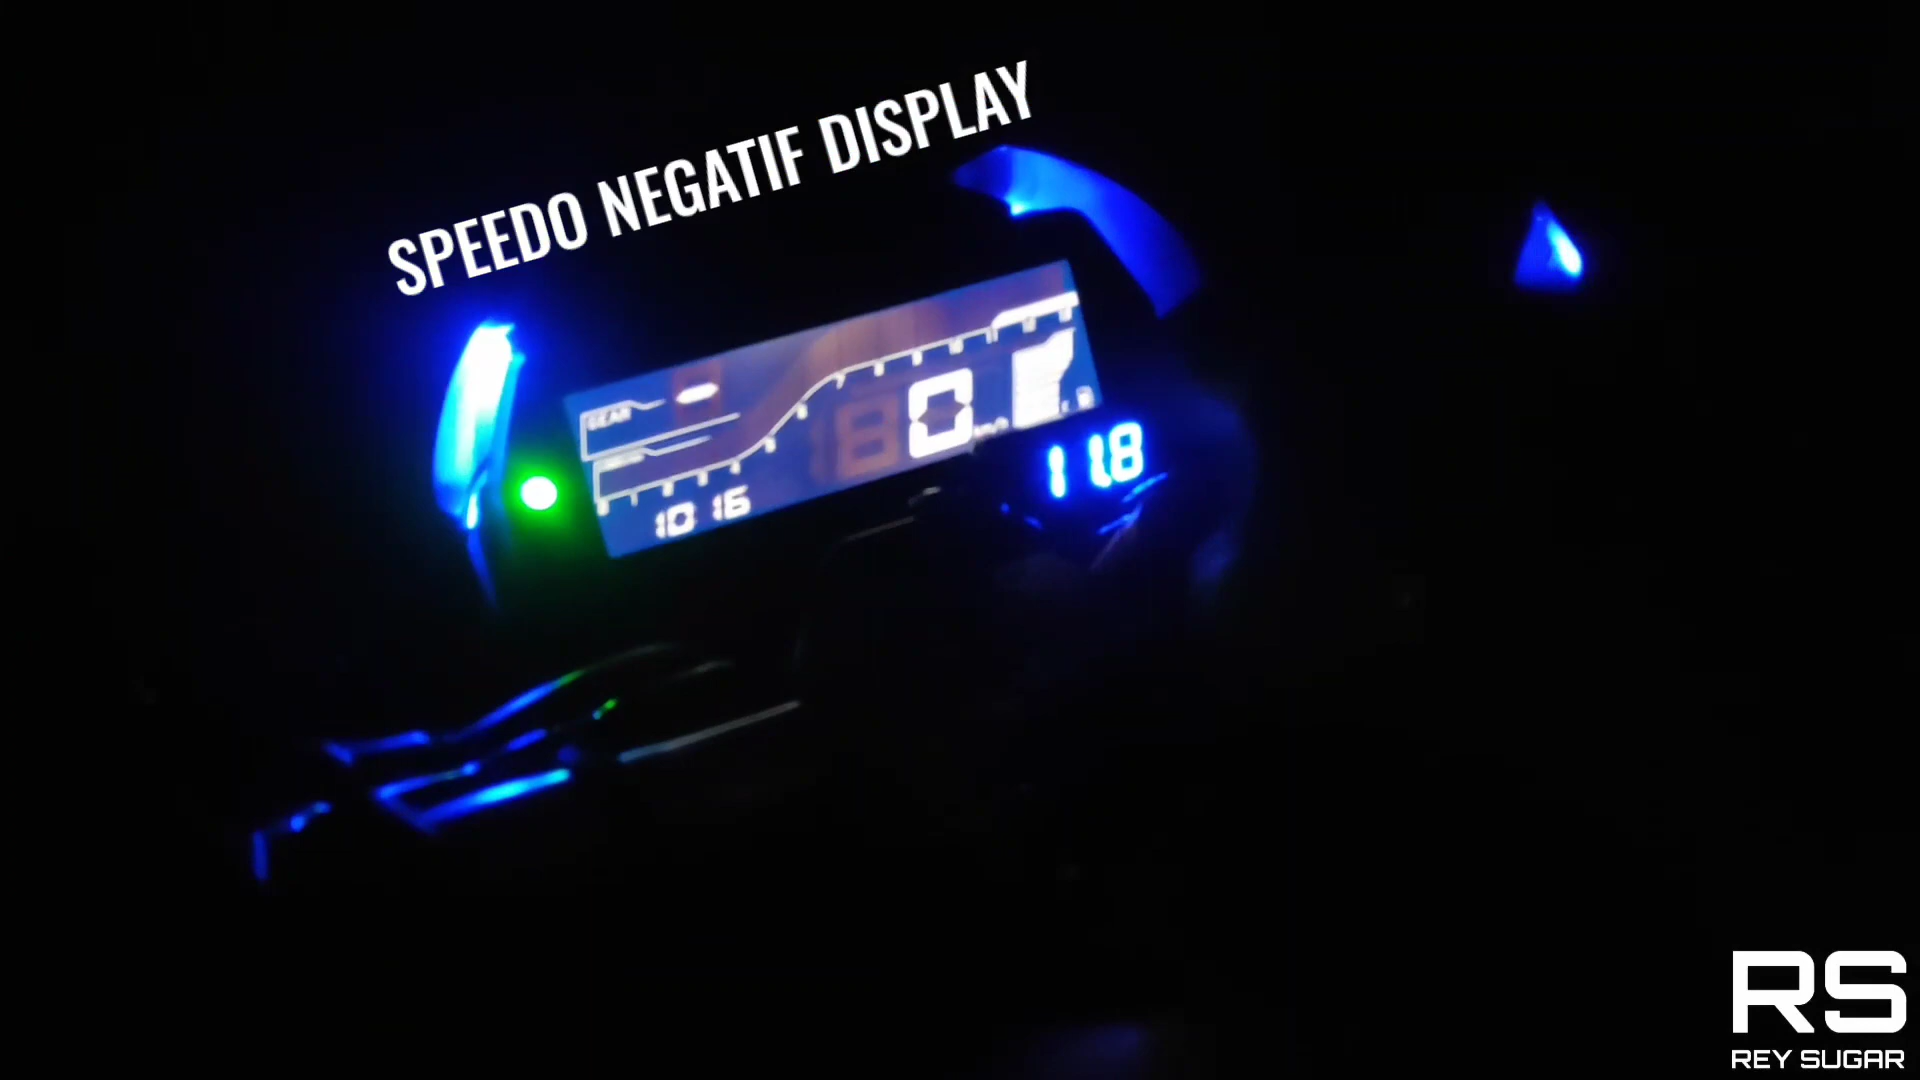 SPEEDO NEGATIF DISPLAY
GEAR
0
10 16
11.8
RS
REY SUGAR